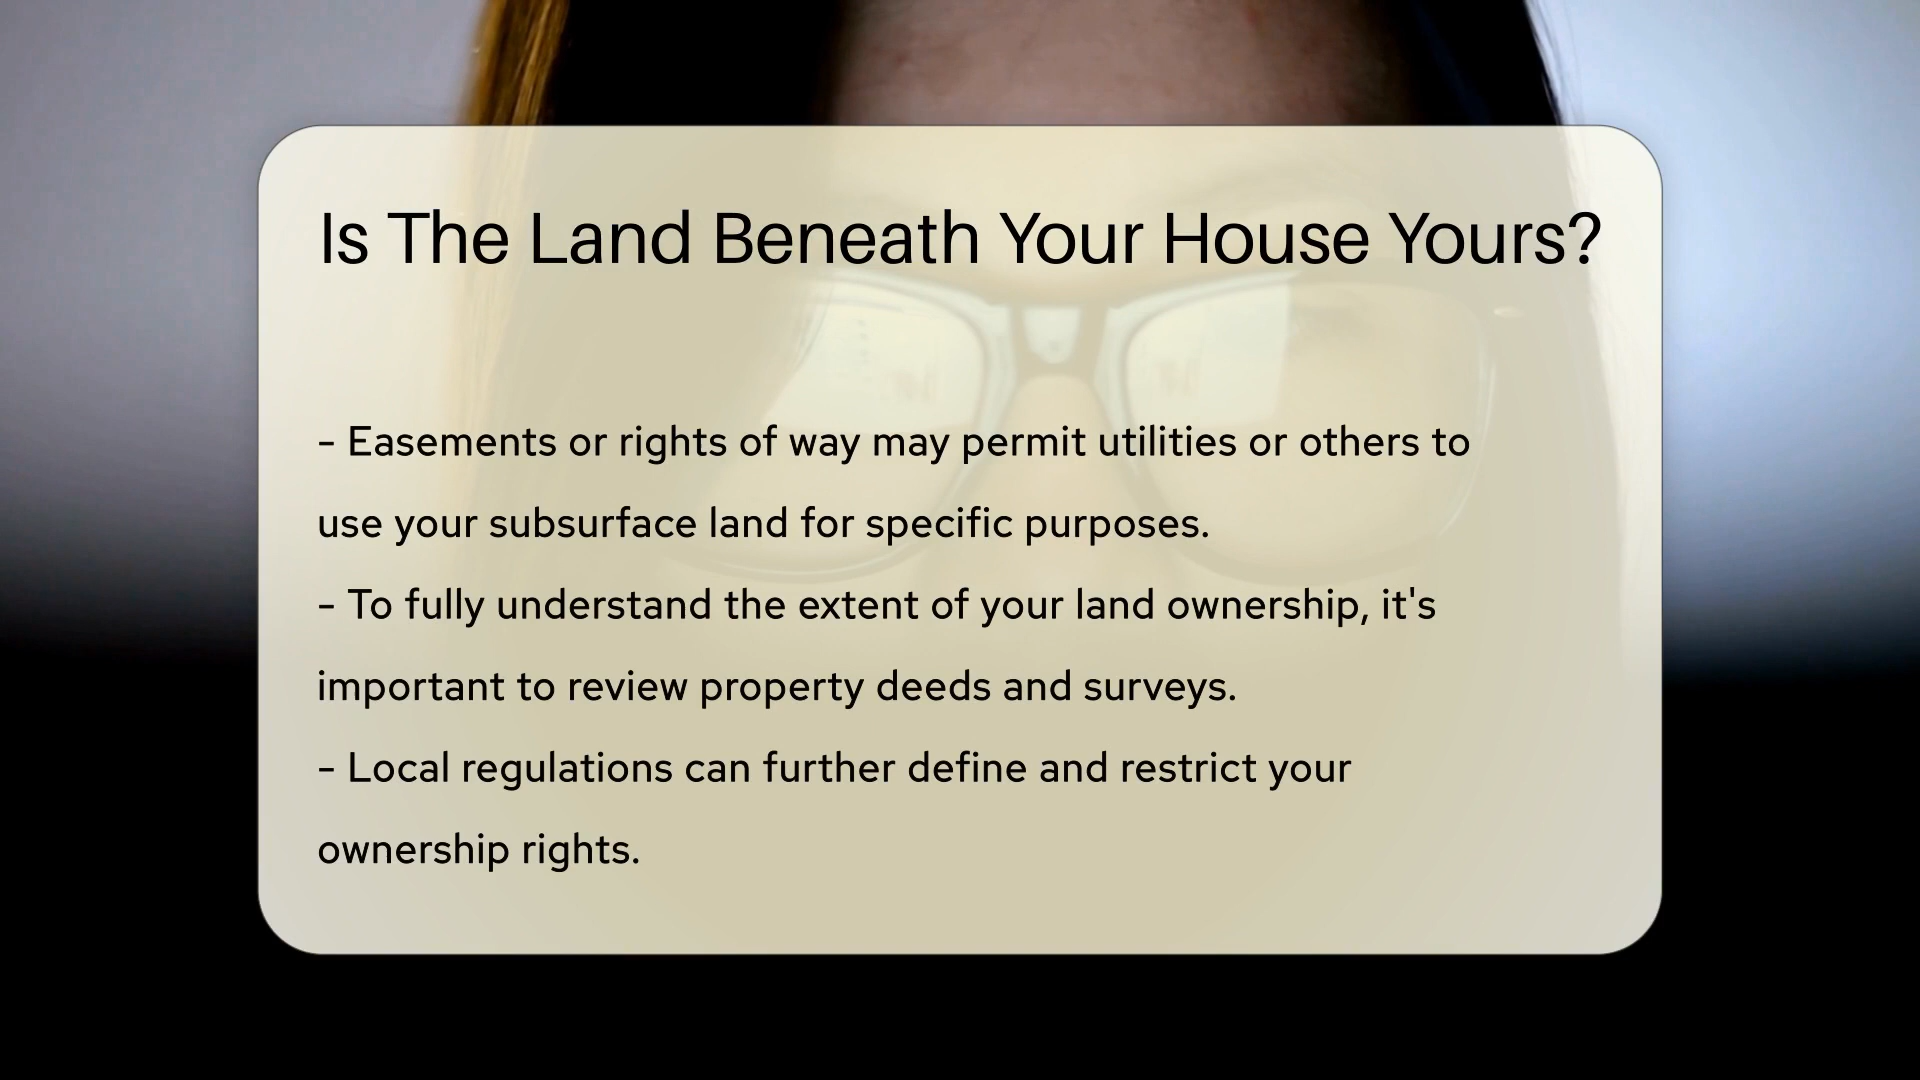 Is The Land Beneath Your House Yours?
- Easements or rights of way may permit utilities or others to
use your subsurface land for specific purposes.
- To fully understand the extent of your land ownership, it's
important to review property deeds and surveys.
- Local regulations can further define and restrict your
ownership rights.